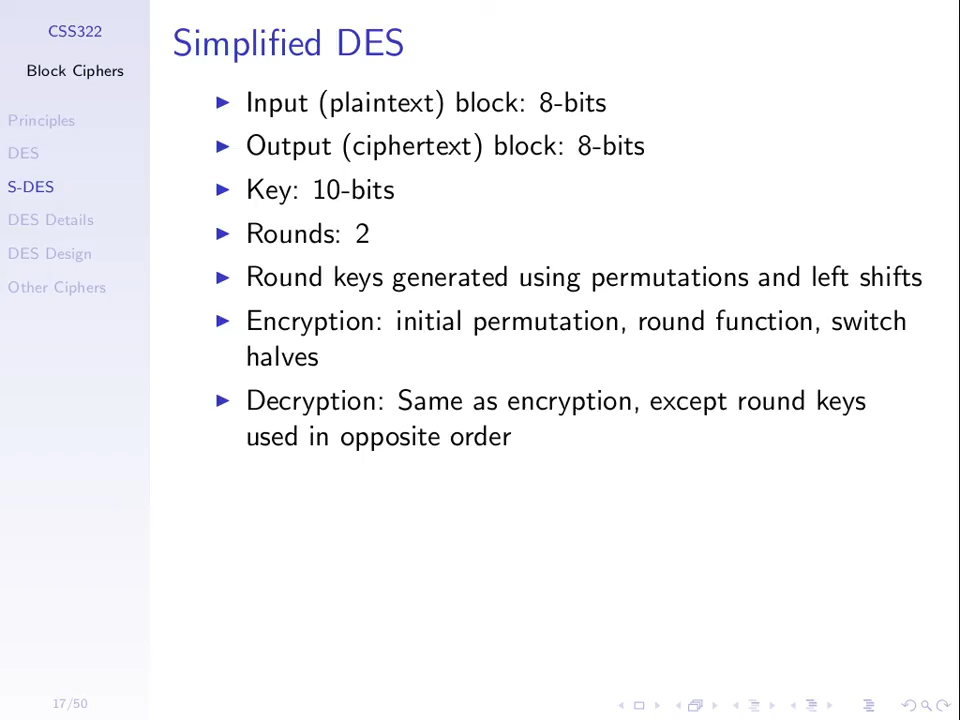 CSS322
Block Ciphers
Principles
DES
S-DES
DES Details
DES Design
Other Ciphers
Simplified DES
Input (plaintext) block: 8-bits
Output (ciphertext) block: 8-bits
Key: 10-bits
Rounds: 2
Round keys generated using permutations and left shifts
Encryption: initial permutation, round function, switch
halves
Decryption: Same as encryption, except round keys
used in opposite order
17/50